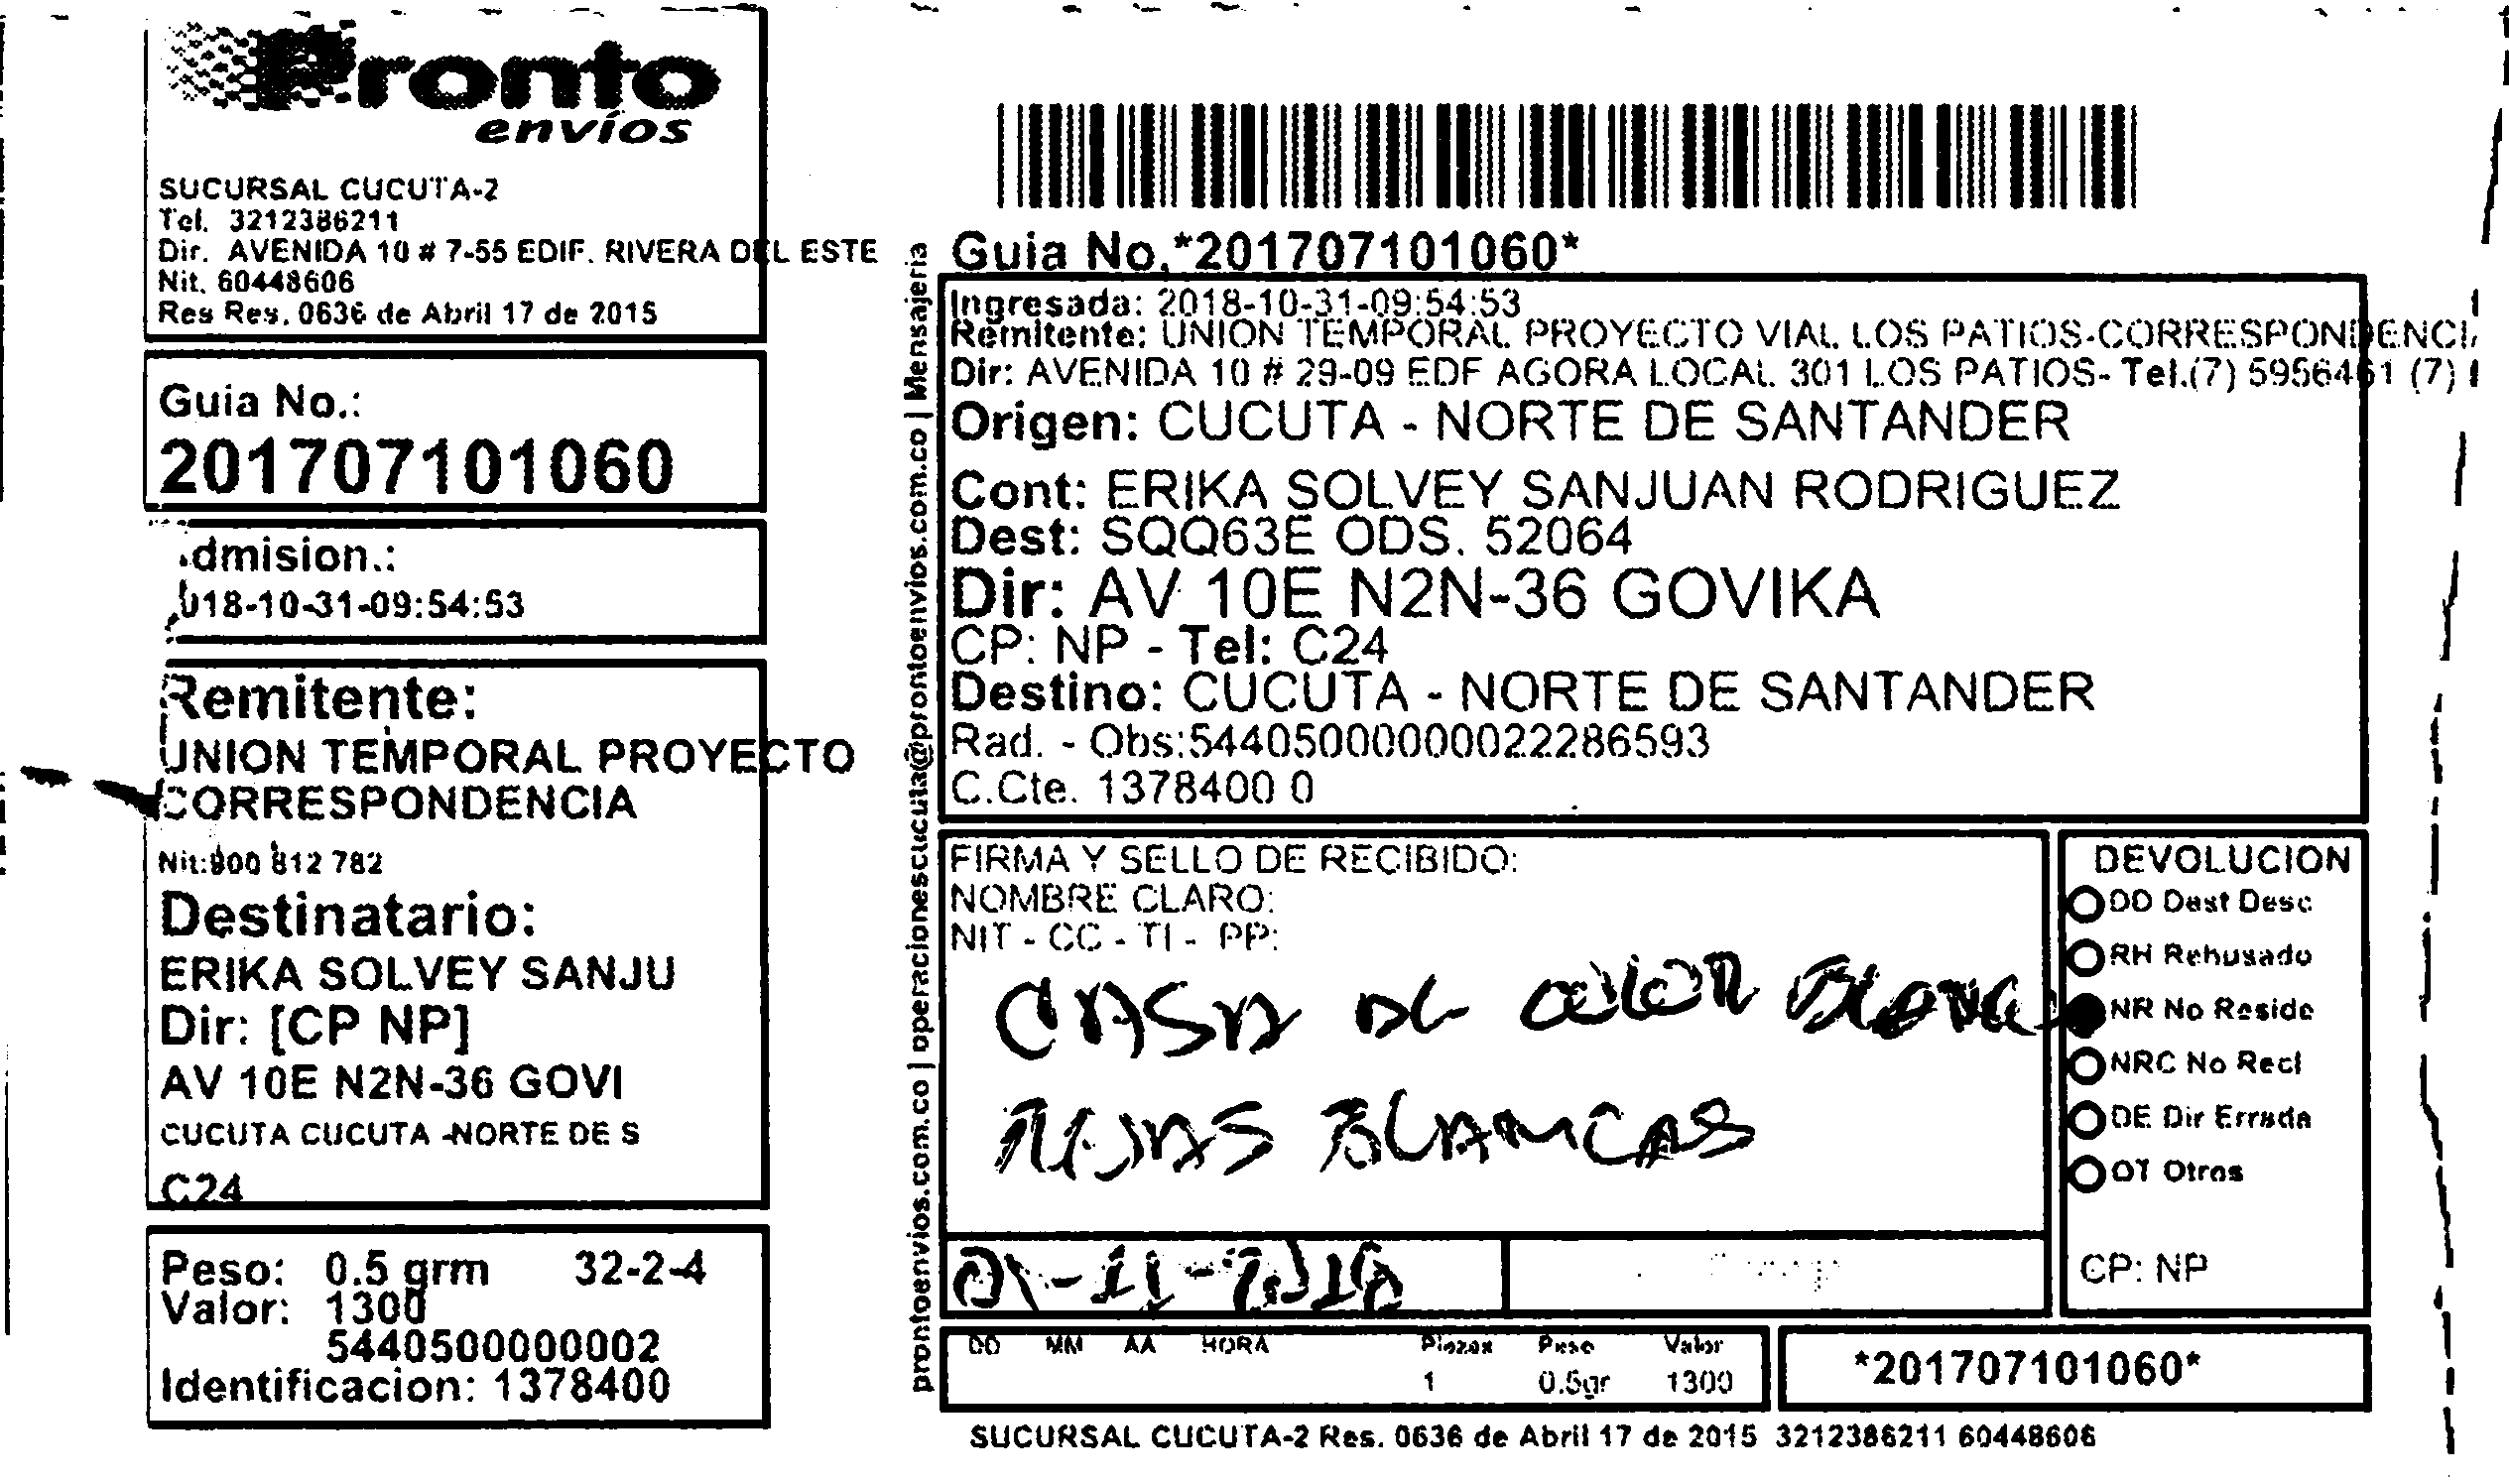 Pronto
envíos
SUCURSAL CUCUTA-2
Tel. 3212386211
Dir. AVENIDA 10 # 7-55 EDIF. RIVERA DEL ESTE
Nit. 60448606
Res Res. 0636 de Abril 17 de 2015
Guia No.:
201707101060
dmision.:
018-10-31-09:54:53
Remitente:
UNION TEMPORAL PROYECTO
CORRESPONDENCIA
Nit:900 812 782
Destinatario:
ERIKA SOLVEY SANJU
Dir: [CP NP]
AV 10E N2N-36 GOVI
CUCUTA CUCUTA -NORTE DE S
C24
Peso: 0.5 grm 32-2-4
Valor: 1300
5440500000002
Identificacion: 1378400
prontoenvios.com.co | operacionescucuta@prontoenvios.com.co | Mensajeria
Guia No.*201707101060*
Ingresada: 2018-10-31-09:54:53
Remitente: UNION TEMPORAL PROYECTO VIAL LOS PATIOS-CORRESPONDENCI
Dir: AVENIDA 10 # 29-09 EDF AGORA LOCAL 301 LOS PATIOS- Tel.(7) 5956461 (7)
Origen: CUCUTA - NORTE DE SANTANDER
Cont: ERIKA SOLVEY SANJUAN RODRIGUEZ
Dest: SQQ63E ODS. 52064
Dir: AV 10E N2N-36 GOVIKA
CP: NP - Tel: C24
Destino: CUCUTA - NORTE DE SANTANDER
Rad. - Obs:544050000000022286593
C.Cte. 1378400 0
FIRMA Y SELLO DE RECIBIDO:
NOMBRE CLARO:
NIT - CC - TI - PP:
CASA DE COLOR
REJAS BLANCAS
01-11-2018
DD MM AA HORA Piezas Peso Valor
1 0.5gr 1300
DEVOLUCION
DD Dest Desc
RH Rehusado
NR No Reside
NRC No Recl
DE Dir Errada
OT Otros
CP: NP
*201707101060*
SUCURSAL CUCUTA-2 Res. 0636 de Abril 17 de 2015 3212386211 60448606